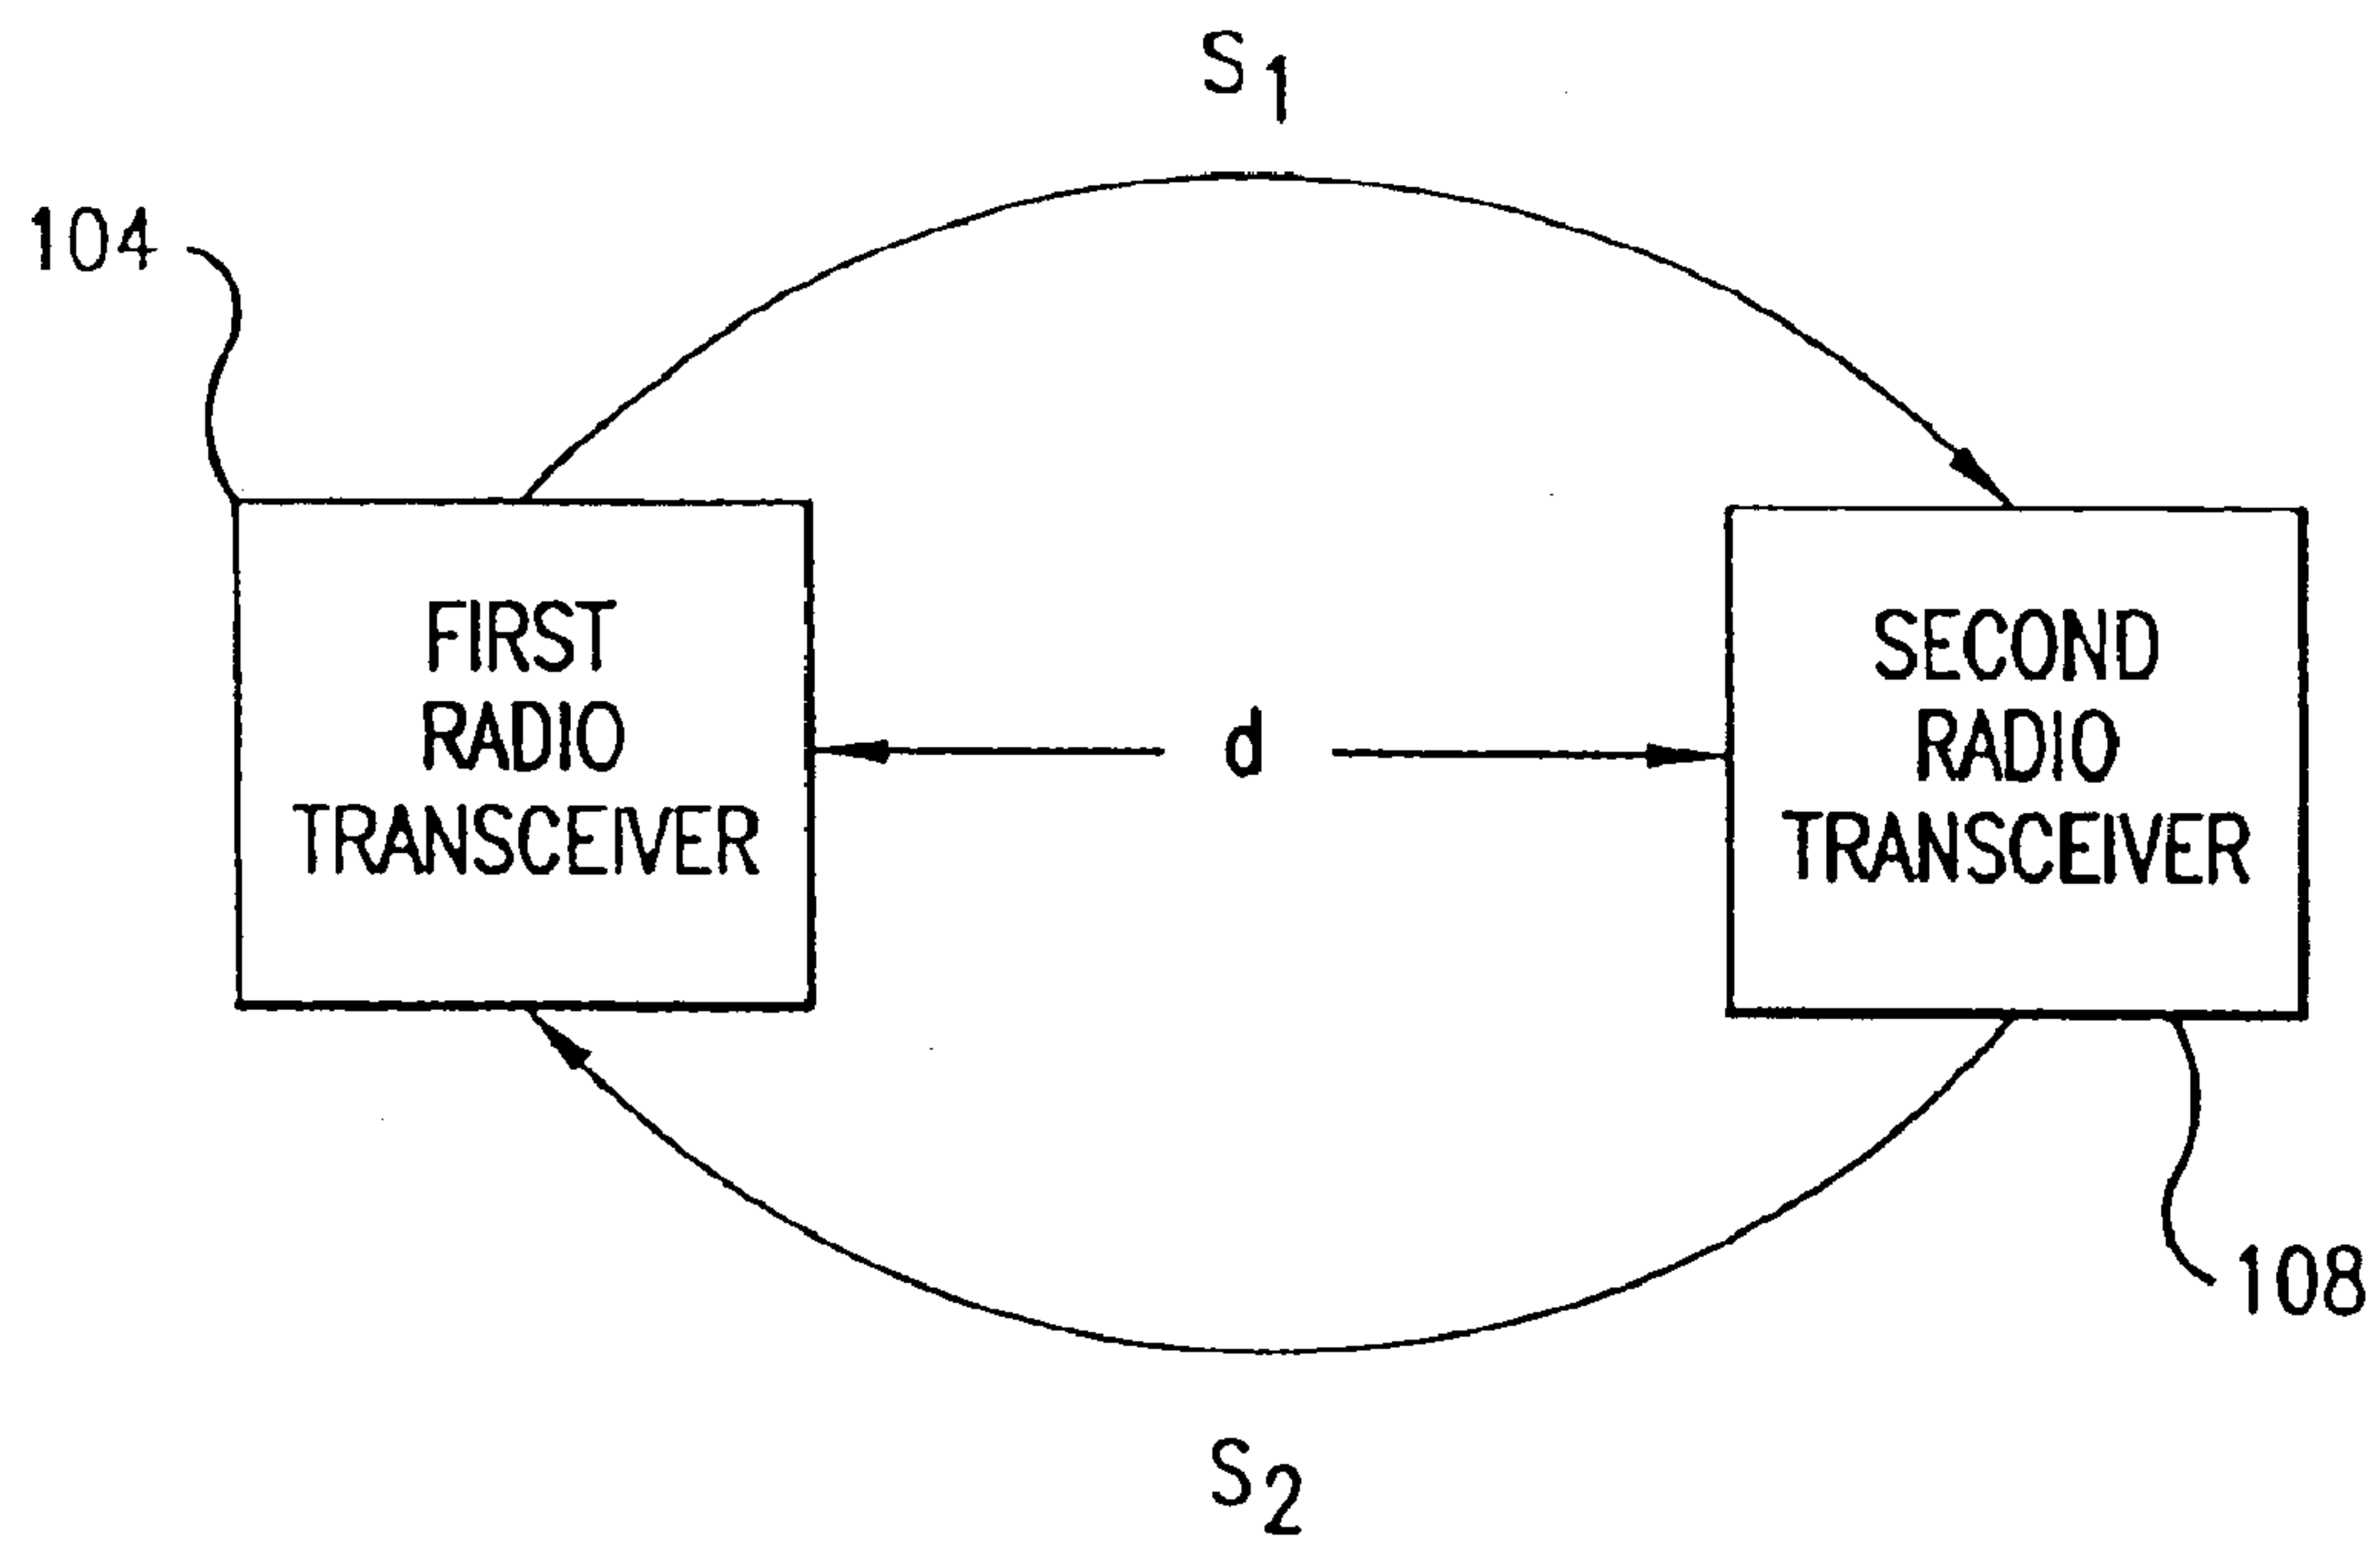 S1
104
FIRST
RADIO
TRANSCEIVER
d
SECOND
RADIO
TRANSCEIVER
108
S2